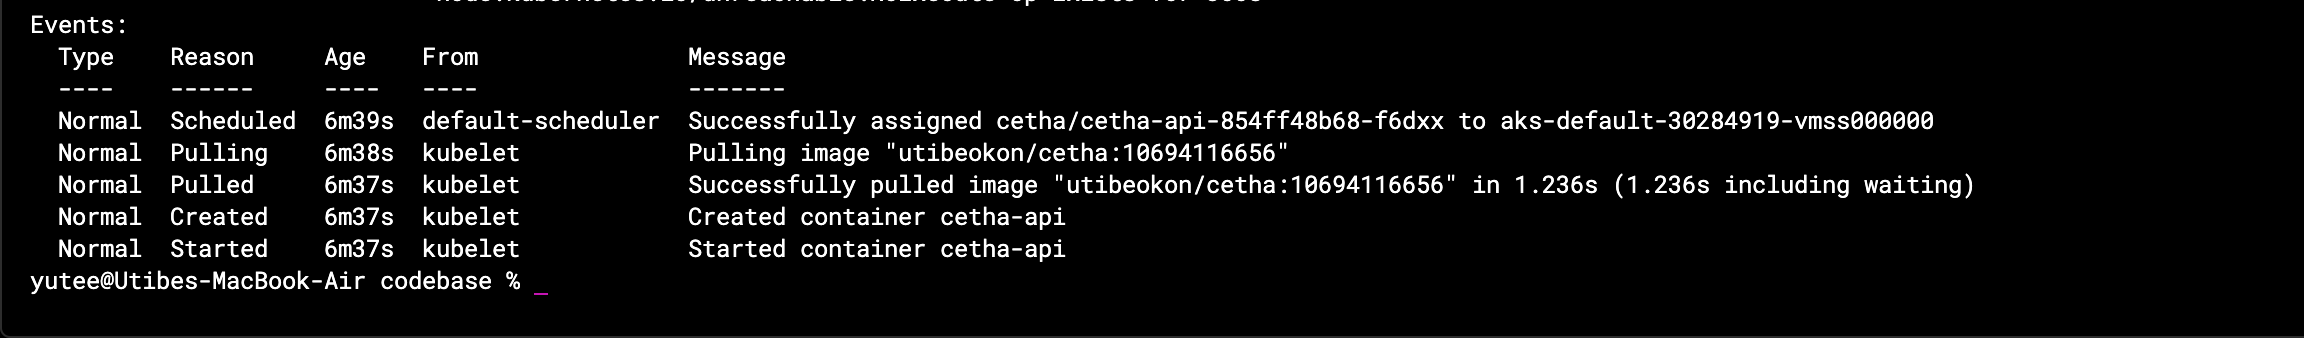 Events:
  Type    Reason     Age    From               Message
  ----    ------     ----   ----               -------
  Normal  Scheduled  6m39s  default-scheduler  Successfully assigned cetha/cetha-api-854ff48b68-f6dxx to aks-default-30284919-vmss000000
  Normal  Pulling    6m38s  kubelet            Pulling image "utibeokon/cetha:10694116656"
  Normal  Pulled     6m37s  kubelet            Successfully pulled image "utibeokon/cetha:10694116656" in 1.236s (1.236s including waiting)
  Normal  Created    6m37s  kubelet            Created container cetha-api
  Normal  Started    6m37s  kubelet            Started container cetha-api
yutee@Utibes-MacBook-Air codebase % _